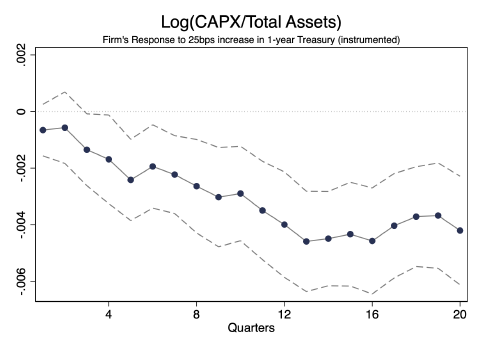 Log(CAPX/Total Assets)
Firm's Response to 25bps increase in 1-year Treasury (instrumented)
.002
0
-.002
-.004
-.006
4 8 12 16 20
Quarters